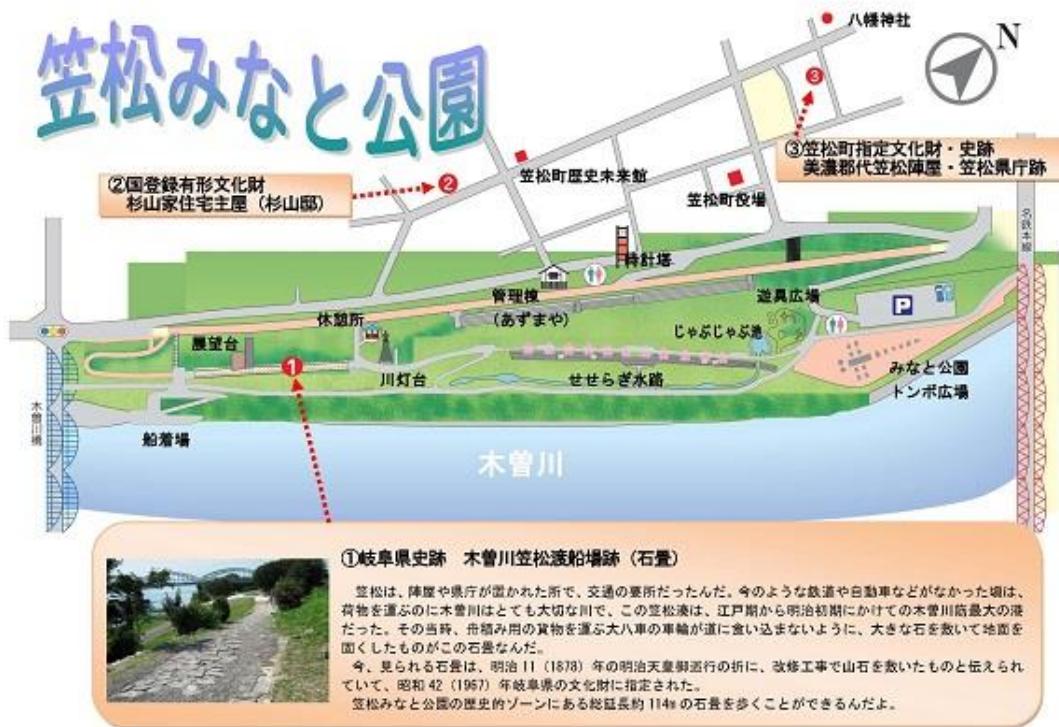 笠松みなと公園
八幡神社
N
③笠松町指定文化財・史跡
美濃郡代笠松陣屋・笠松県庁跡
③
②国登録有形文化財
杉山家住宅主屋(杉山邸)
②
笠松町歴史未来館
笠松町役場
名鉄本線
時計塔
管理棟
(あずまや)
遊具広場
P
休憩所
展望台
じゃぶじゃぶ池
①
川灯台
せせらぎ水路
みなと公園
トンボ広場
木曽川橋
船着場
木曽川
①岐阜県史跡 木曽川笠松渡船場跡(石畳)
笠松は、陣屋や県庁が置かれた所で、交通の要所だったんだ。今のような鉄道や自動車などがなかった頃は、
荷物を運ぶのに木曽川はとても大切な川で、この笠松湊は、江戸期から明治初期にかけての木曽川筋最大の湊
だった。その当時、舟積み用の貨物を運ぶ大八車の車輪が道に食い込まないように、大きな石を敷いて地面を
固くしたものがこの石畳なんだ。
今、見られる石畳は、明治11(1878)年の明治天皇御巡行の折に、改修工事で山石を敷いたものと伝えられ
ていて、昭和42(1967)年岐阜県の文化財に指定された。
笠松みなと公園の歴史的ゾーンにある総延長約114mの石畳を歩くことができるんだよ。